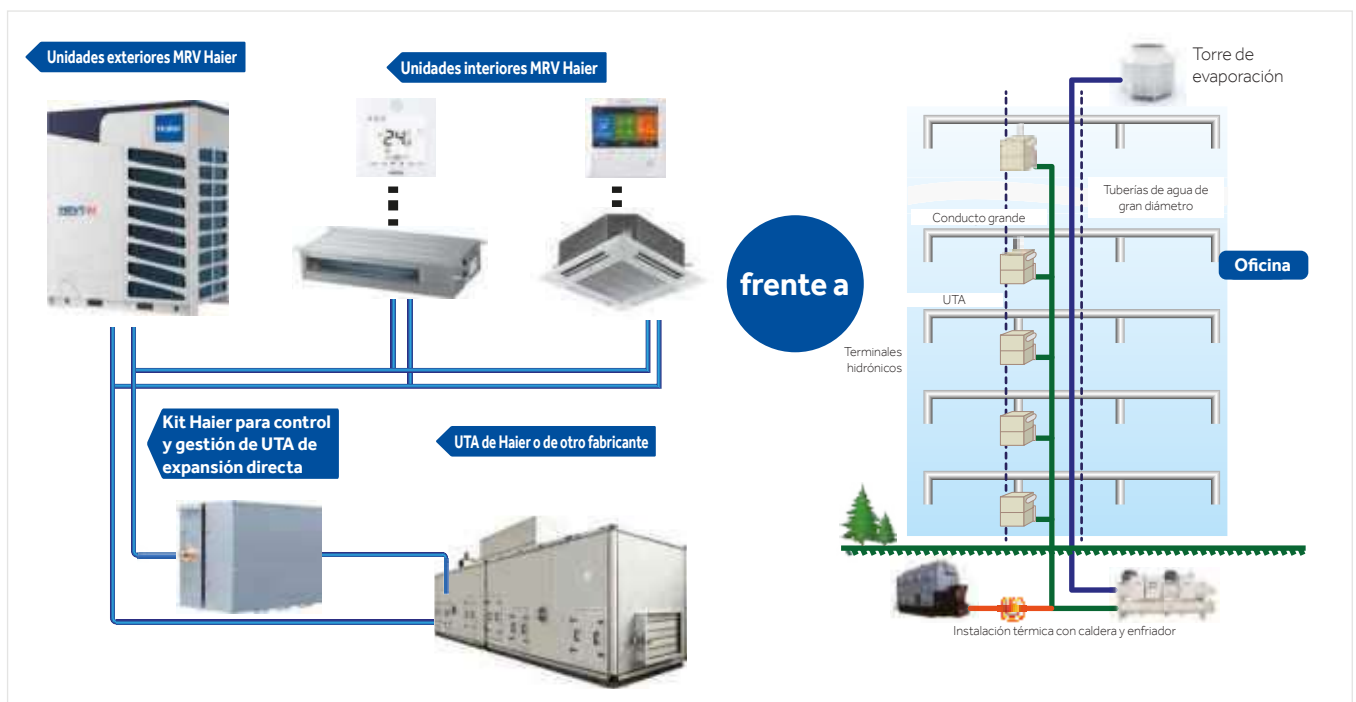 Unidades exteriores MRV Haier
Unidades interiores MRV Haier
Haier
24
frente a
Kit Haier para control
y gestión de UTA de
expansión directa
UTA de Haier o de otro fabricante
Torre de
evaporación
Tuberías de agua de
gran diámetro
Conducto grande
Oficina
UTA
Terminales
hidrónicos
Instalación térmica con caldera y enfriador